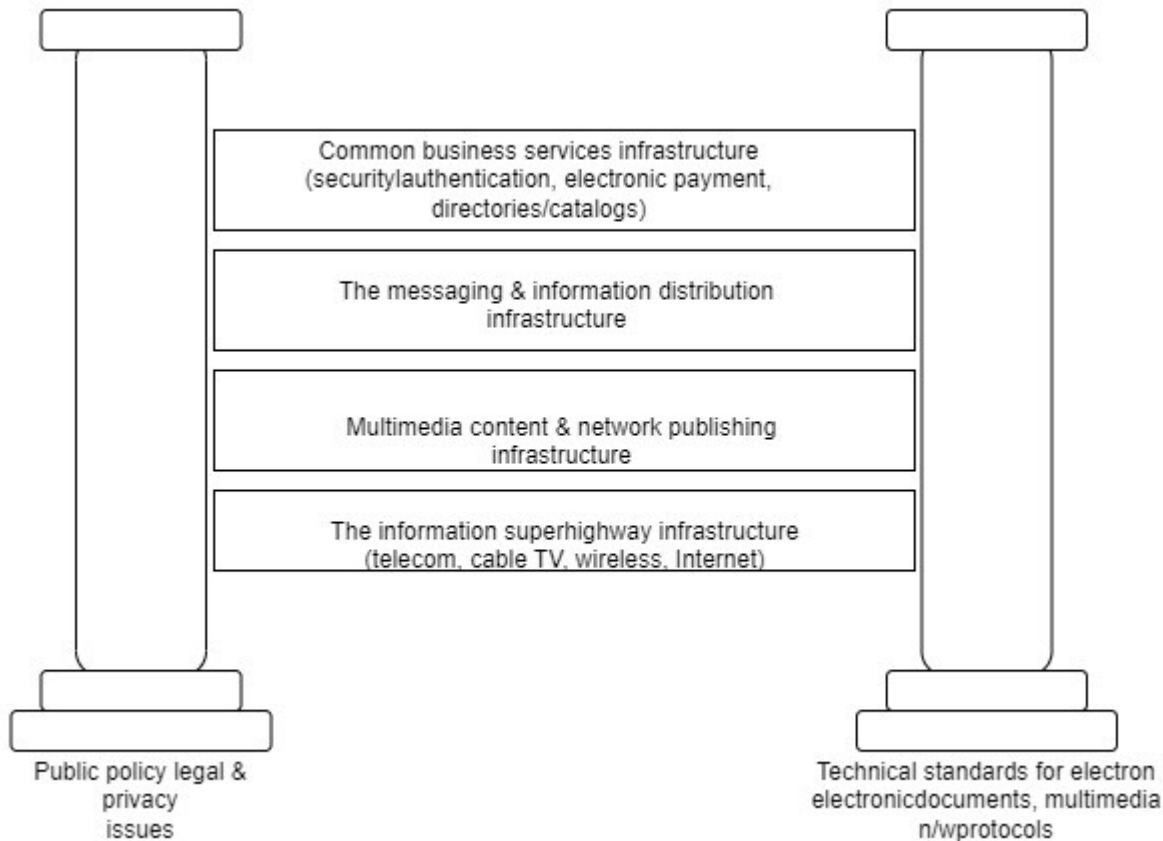 Common business services infrastructure
(securitylauthentication, electronic payment,
directories/catalogs)
The messaging & information distribution
infrastructure
Multimedia content & network publishing
infrastructure
The information superhighway infrastructure
(telecom, cable TV, wireless, Internet)
Public policy legal &
privacy
issues
Technical standards for electron
electronicdocuments, multimedia
n/wprotocols